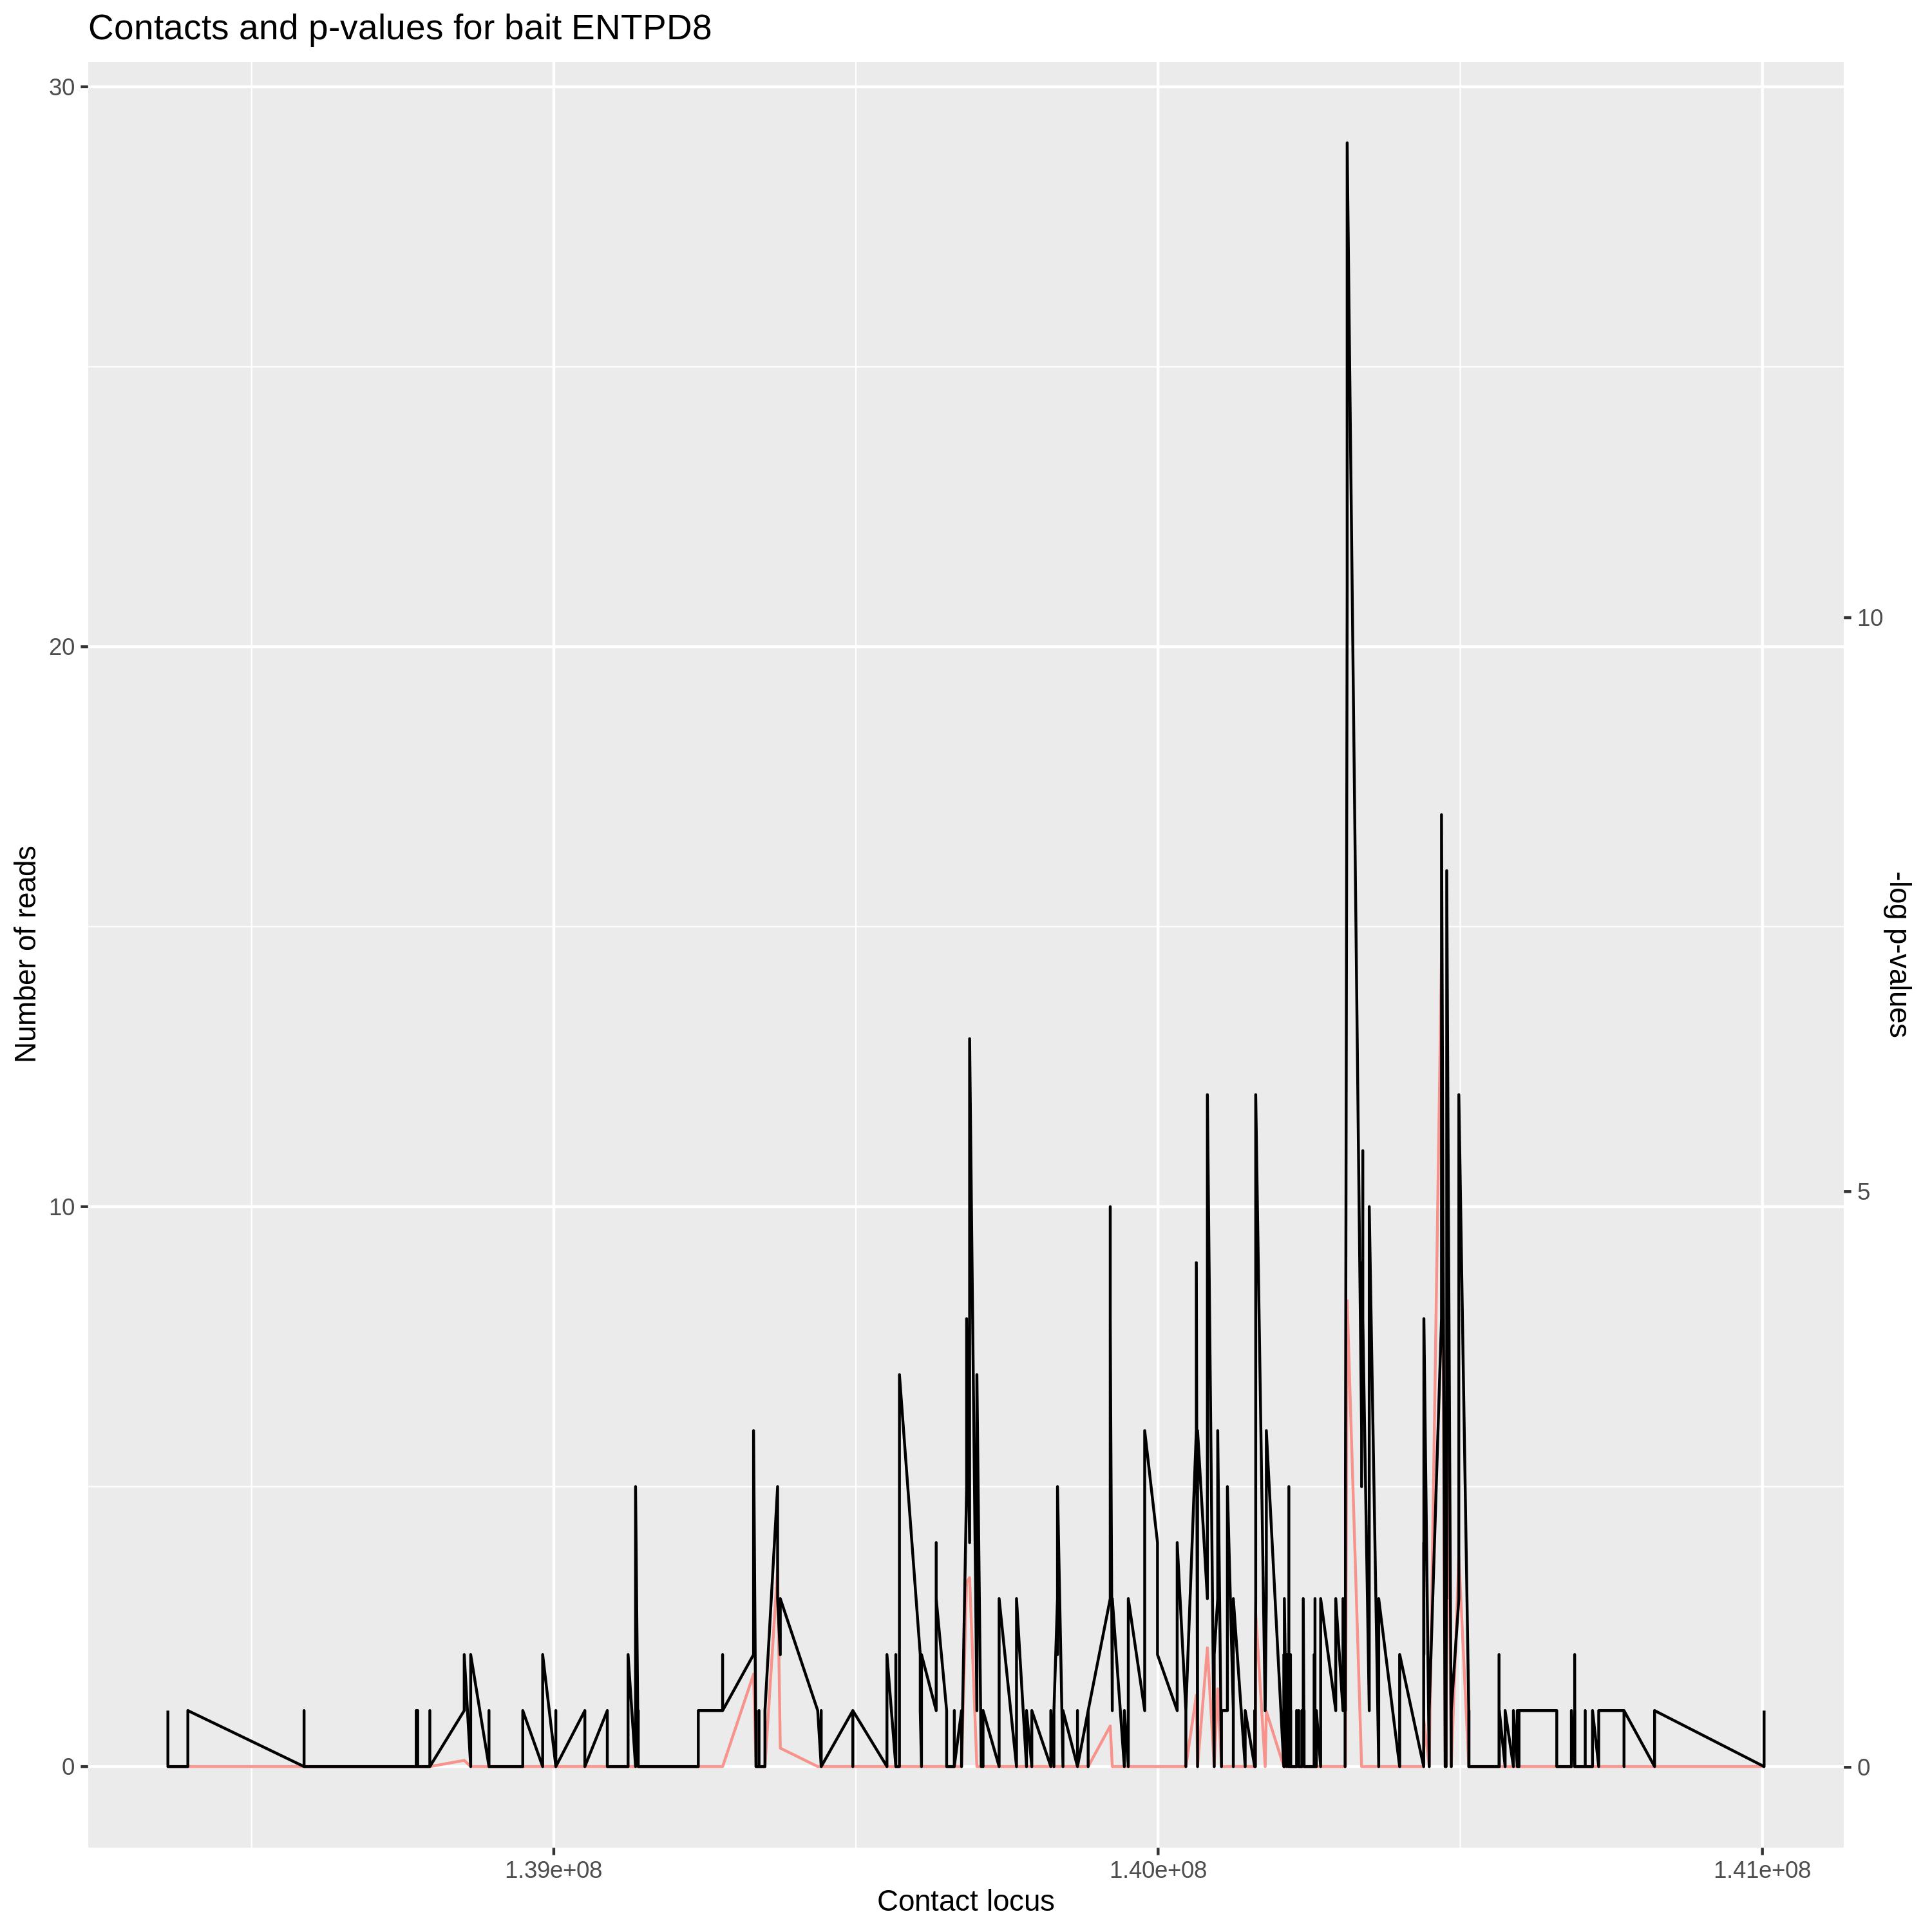 Contacts and p-values for bait ENTPD8
30
20
10
0
Number of reads
10
5
0
-log p-values
1.39e+08
1.40e+08
1.41e+08
Contact locus